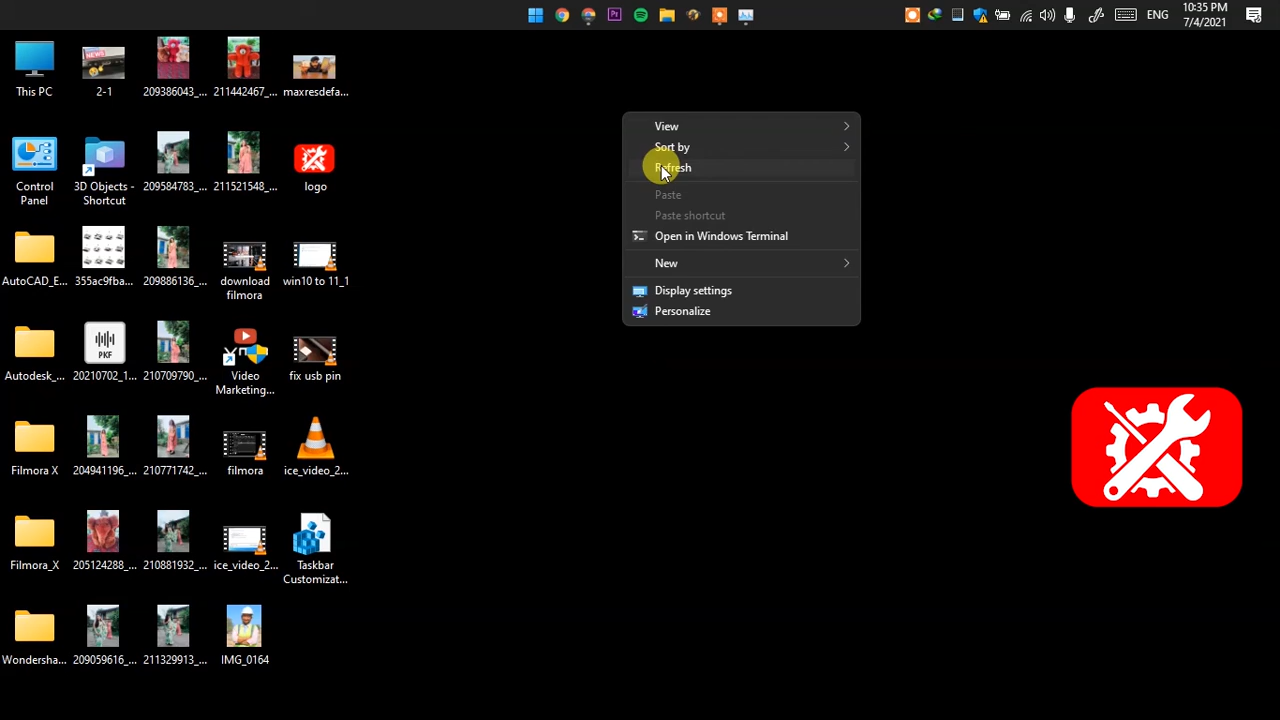 ENG
10:35 PM
7/4/2021
This PC
2-1
209386043_...
211442467_...
maxresdefa...
Control
Panel
3D Objects -
Shortcut
209584783_...
211521548_...
logo
AutoCAD_E...
355ac9fba...
209886136_...
download
filmora
win10 to 11_1
Autodesk_...
PKF
20210702_1...
210709790_...
Video
Marketing...
fix usb pin
Filmora X
204941196_...
210771742_...
filmora
ice_video_2...
Filmora_X
205124288_...
210881932_...
ice_video_2...
Taskbar
Customizat...
Wondersha...
209059616_...
211329913_...
IMG_0164
View
Sort by
Refresh
Paste
Paste shortcut
Open in Windows Terminal
New
Display settings
Personalize